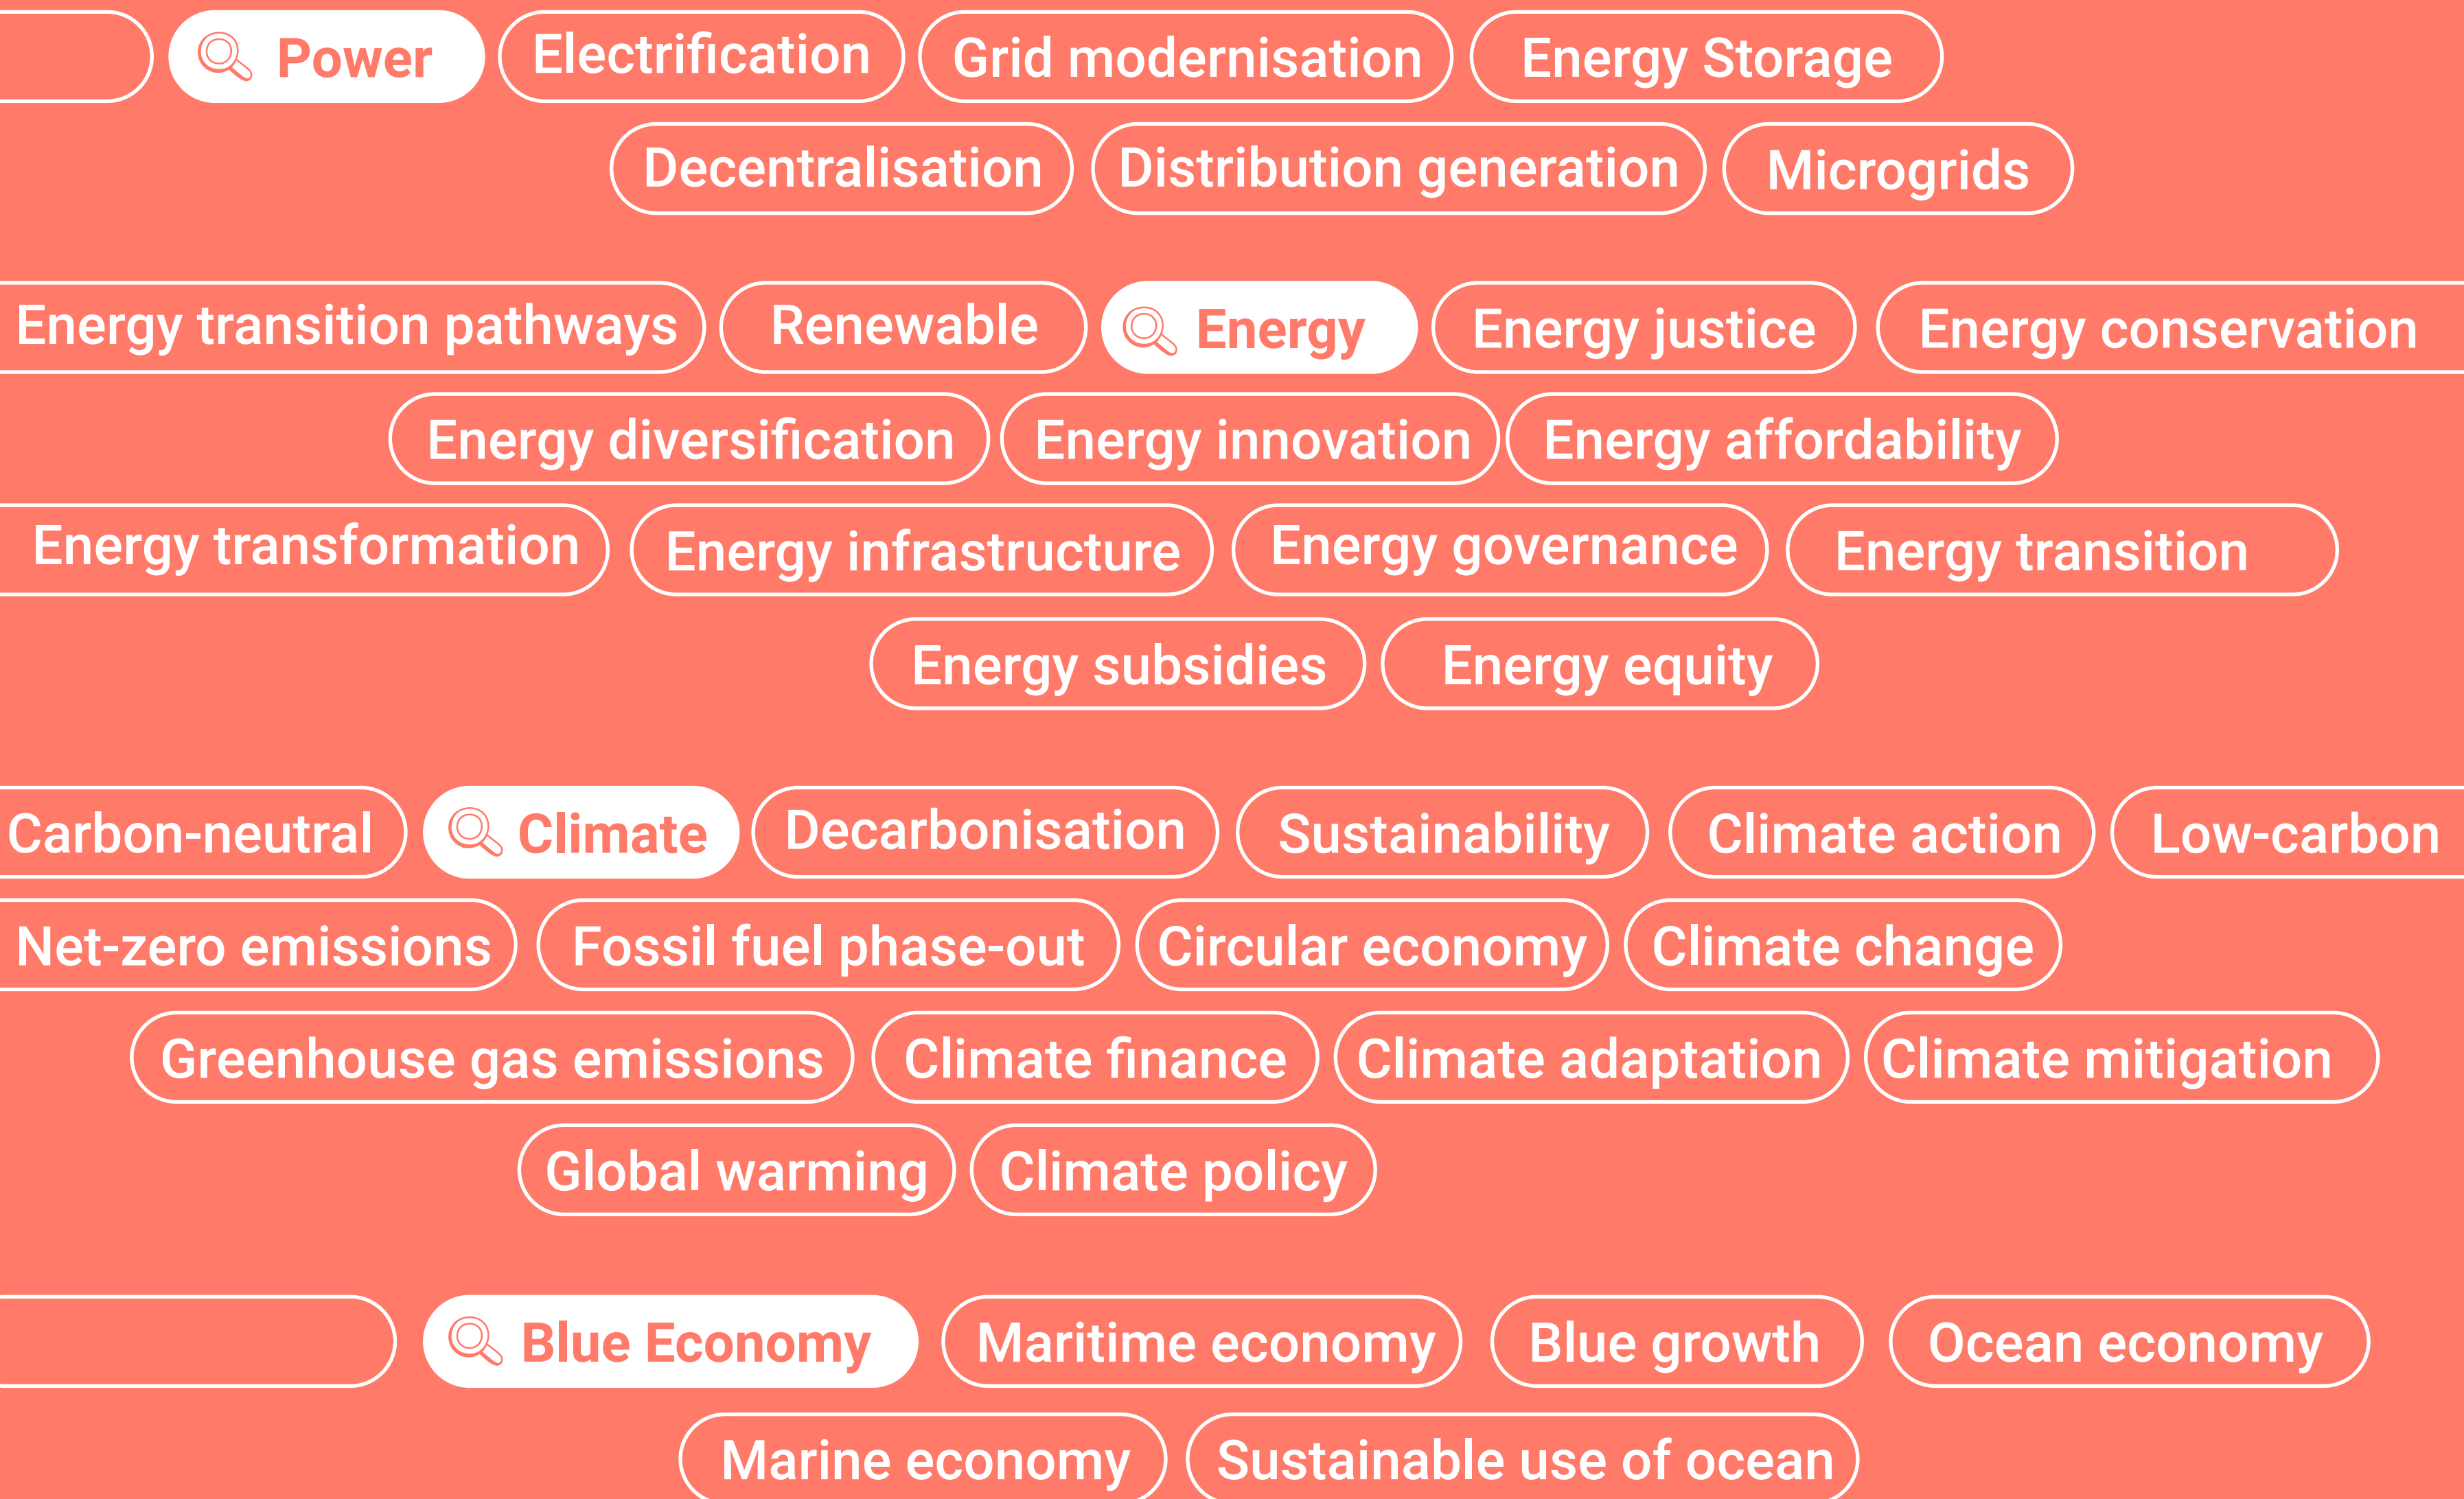 Power Electrification Grid modernisation Energy Storage
Decentralisation Distribution generation Microgrids
Energy transition pathways Renewable Energy Energy justice Energy conservation
Energy diversification Energy innovation Energy affordability
Energy transformation Energy infrastructure Energy governance Energy transition
Energy subsidies Energy equity
Carbon-neutral Climate Decarbonisation Sustainability Climate action Low-carbon
Net-zero emissions Fossil fuel phase-out Circular economy Climate change
Greenhouse gas emissions Climate finance Climate adaptation Climate mitigation
Global warming Climate policy
Blue Economy Maritime economy Blue growth Ocean economy
Marine economy Sustainable use of ocean